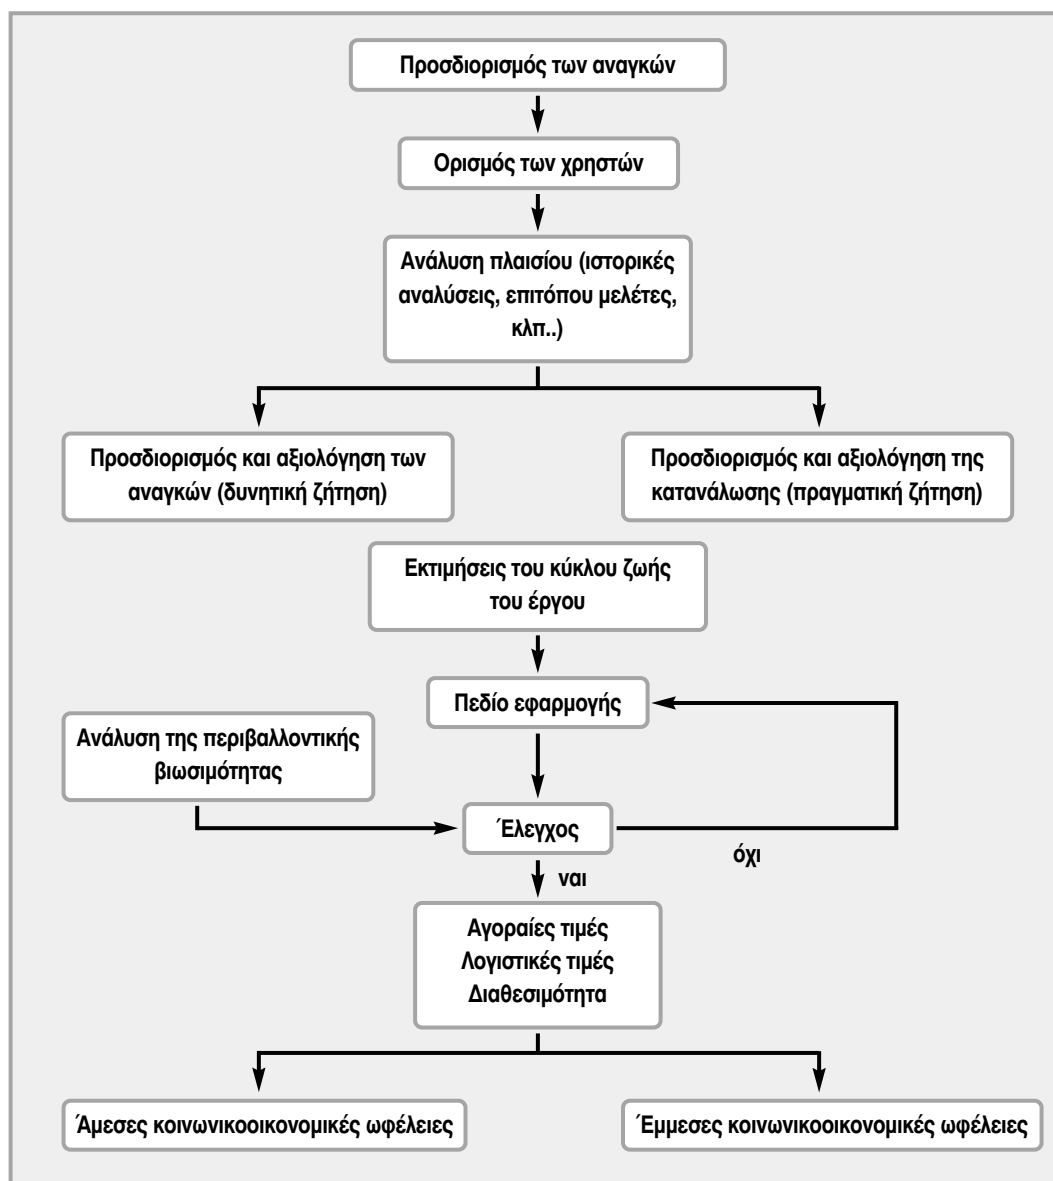 Προσδιορισμός των αναγκών
Ορισμός των χρηστών
Ανάλυση πλαισίου (ιστορικές
αναλύσεις, επιτόπου μελέτες,
κλπ..)
Προσδιορισμός και αξιολόγηση των
αναγκών (δυνητική ζήτηση)
Προσδιορισμός και αξιολόγηση της
κατανάλωσης (πραγματική ζήτηση)
Εκτιμήσεις του κύκλου ζωής
του έργου
Πεδίο εφαρμογής
Ανάλυση της περιβαλλοντικής
βιωσιμότητας
Έλεγχος
όχι
ναι
Αγοραίες τιμές
Λογιστικές τιμές
Διαθεσιμότητα
Άμεσες κοινωνικοοικονομικές ωφέλειες
Έμμεσες κοινωνικοοικονομικές ωφέλειες